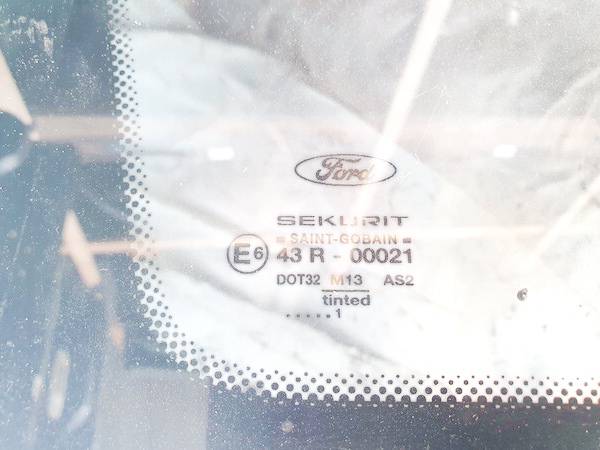 Ford
SEKURIT
SAINT-GOBAIN
E6 43 R - 00021
DOT32 M13 AS2
tinted
.....1